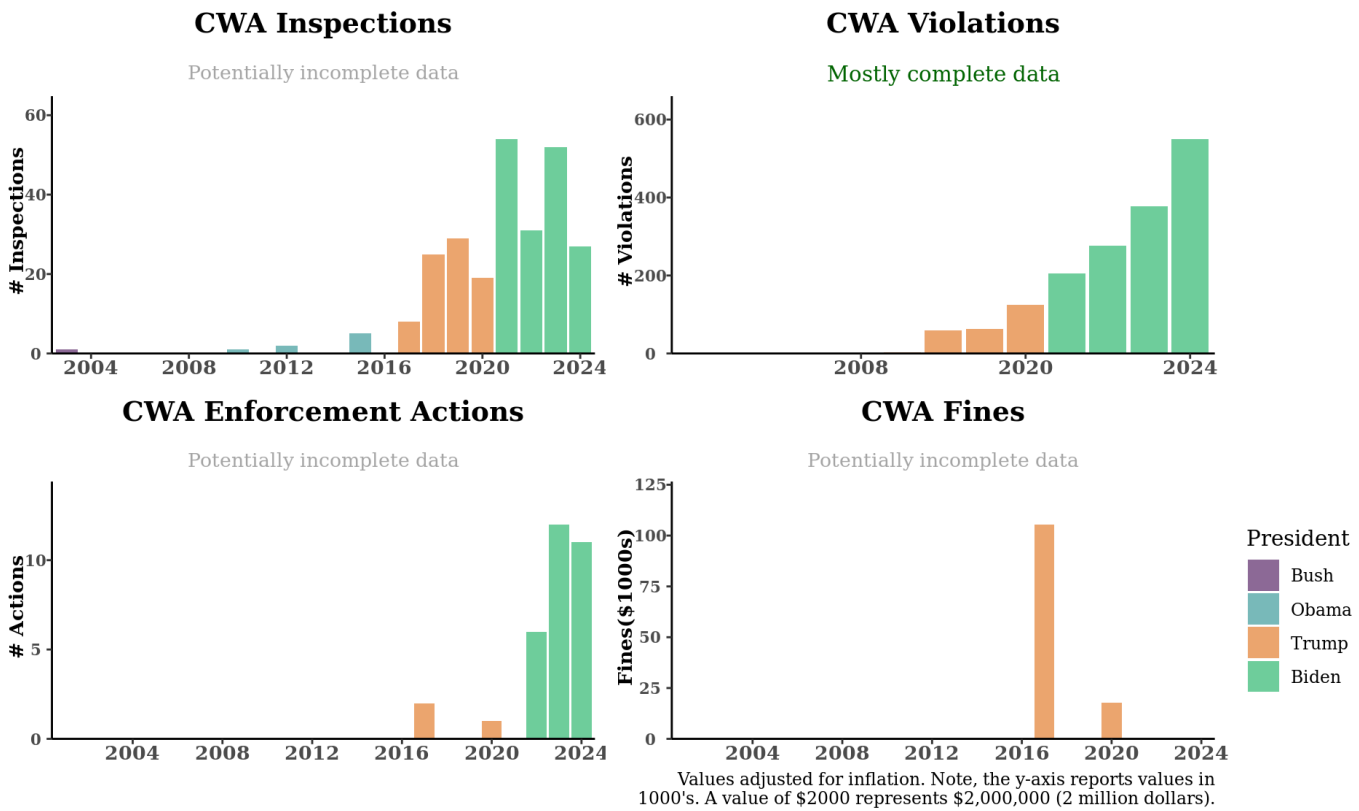 CWA Inspections
Potentially incomplete data
# Inspections
60
40
20
0
2004 2008 2012 2016 2020 2024
CWA Violations
Mostly complete data
# Violations
600
400
200
0
2008 2020 2024
CWA Enforcement Actions
Potentially incomplete data
# Actions
10
5
0
2004 2008 2012 2016 2020 2024
CWA Fines
Potentially incomplete data
Fines($1000s)
125
100
75
50
25
0
2004 2008 2012 2016 2020 2024
President
Bush
Obama
Trump
Biden
Values adjusted for inflation. Note, the y-axis reports values in
1000's. A value of $2000 represents $2,000,000 (2 million dollars).